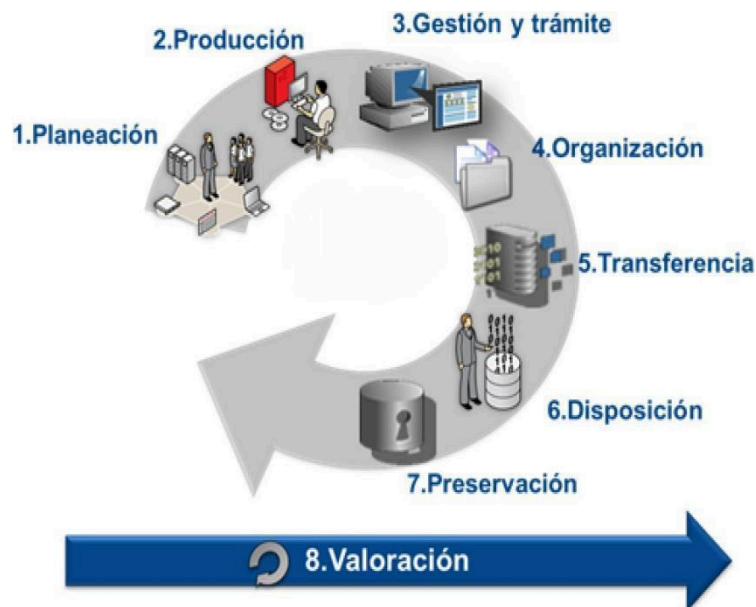 1.Planeación
2.Producción
3.Gestión y trámite
4.Organización
5.Transferencia
6.Disposición
7.Preservación
8.Valoración